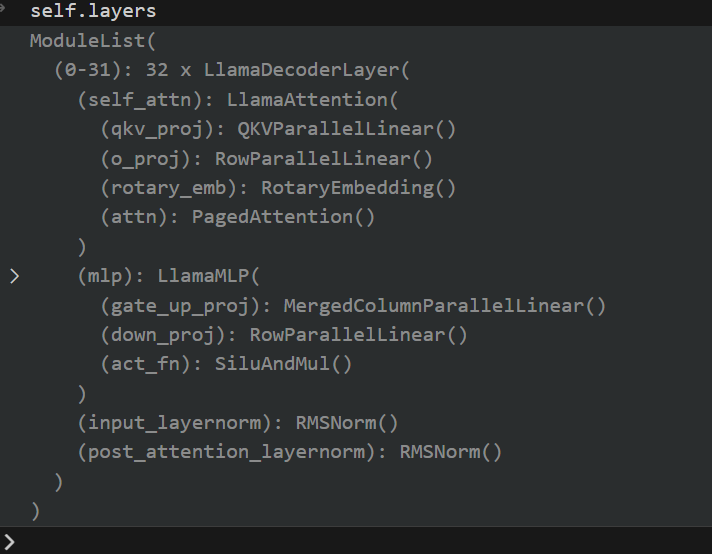 self.layers
ModuleList(
  (0-31): 32 x LlamaDecoderLayer(
    (self_attn): LlamaAttention(
      (qkv_proj): QKVParallelLinear()
      (o_proj): RowParallelLinear()
      (rotary_emb): RotaryEmbedding()
      (attn): PagedAttention()
    )
    (mlp): LlamaMLP(
      (gate_up_proj): MergedColumnParallelLinear()
      (down_proj): RowParallelLinear()
      (act_fn): SiluAndMul()
    )
    (input_layernorm): RMSNorm()
    (post_attention_layernorm): RMSNorm()
  )
)